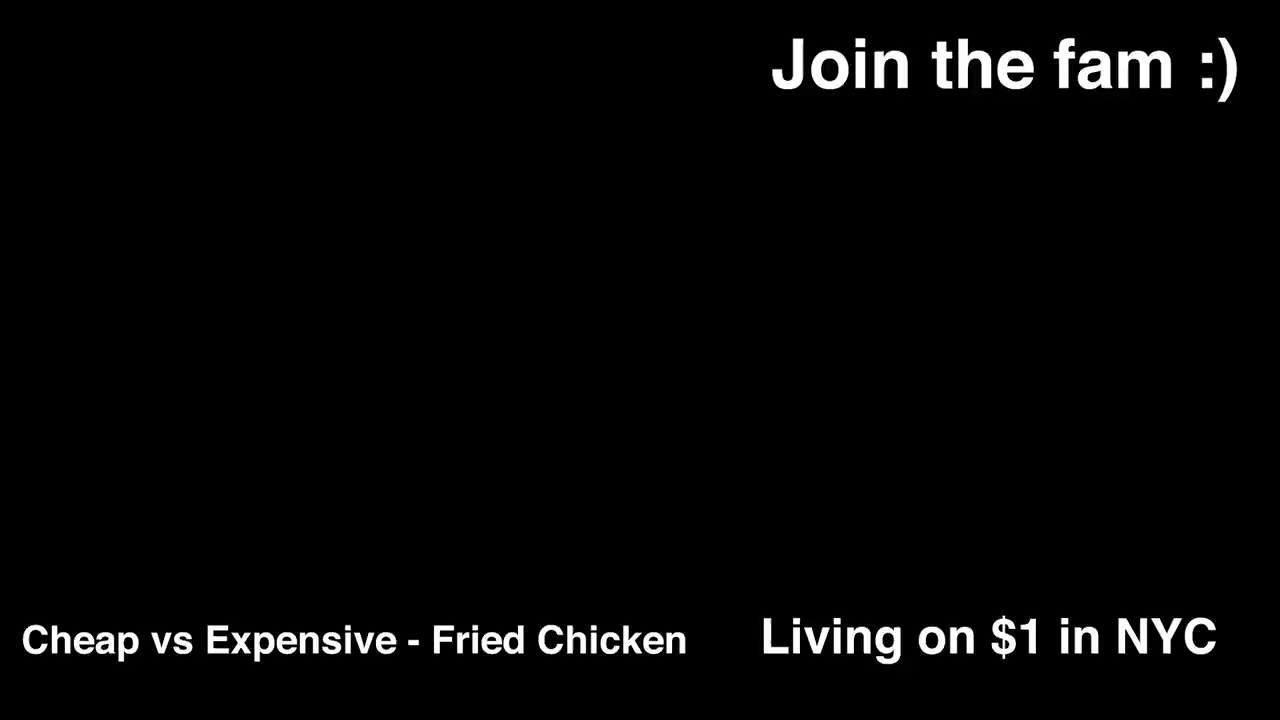 Join the fam :)
Cheap vs Expensive - Fried Chicken
Living on $1 in NYC